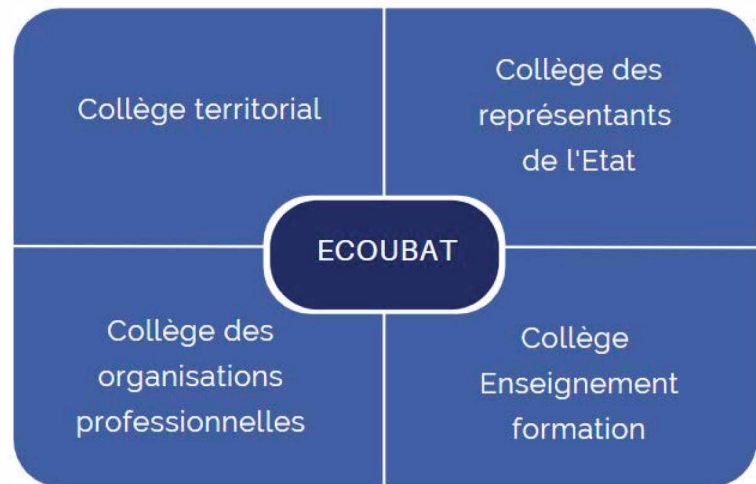 Collège territorial
Collège des
représentants
de l'Etat
ECOUBAT
Collège des
organisations
professionnelles
Collège
Enseignement
formation